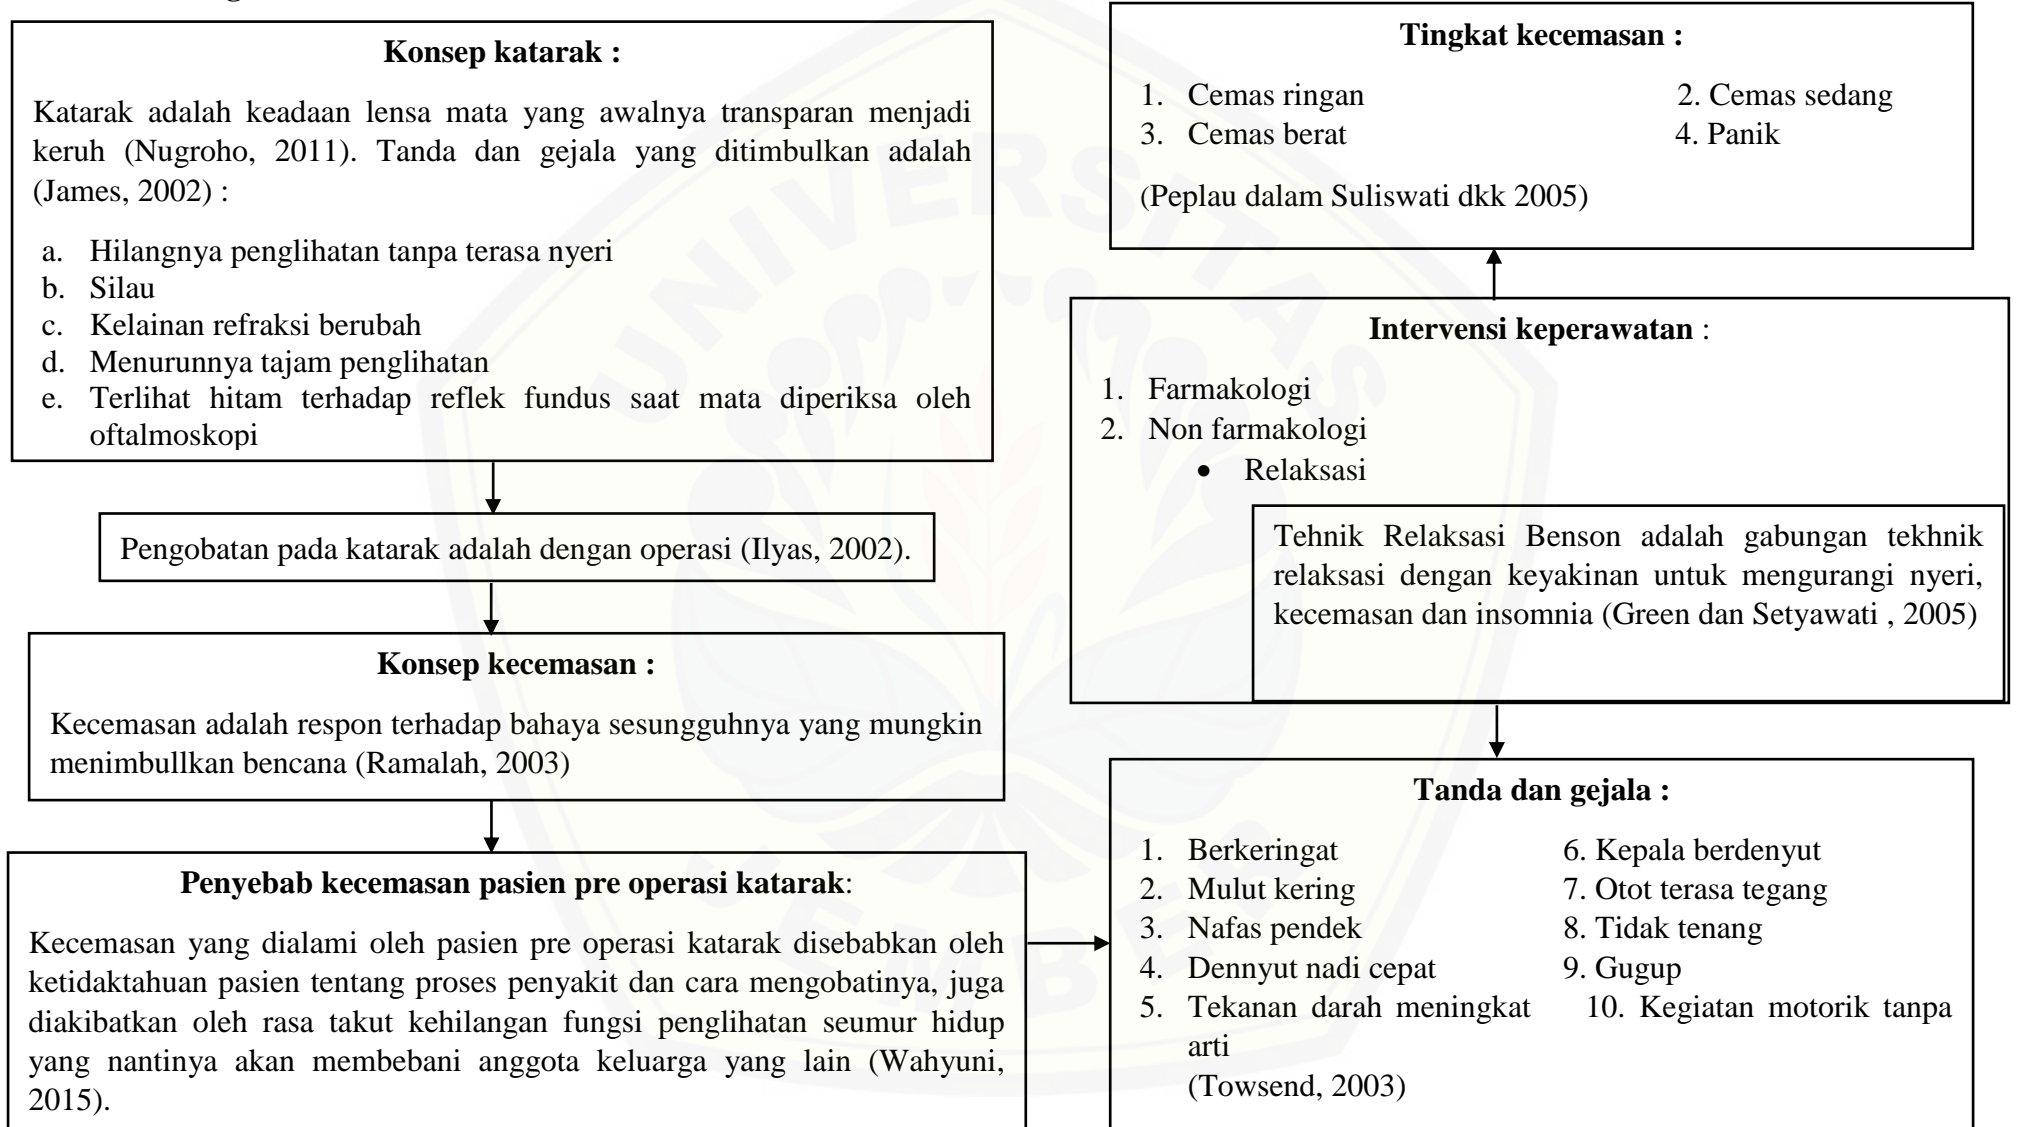 Konsep katarak :
Katarak adalah keadaan lensa mata yang awalnya transparan menjadi
keruh (Nugroho, 2011). Tanda dan gejala yang ditimbulkan adalah
(James, 2002) :
a. Hilangnya penglihatan tanpa terasa nyeri
b. Silau
c. Kelainan refraksi berubah
d. Menurunnya tajam penglihatan
e. Terlihat hitam terhadap reflek fundus saat mata diperiksa oleh
oftalmoskopi
Pengobatan pada katarak adalah dengan operasi (Ilyas, 2002).
Konsep kecemasan :
Kecemasan adalah respon terhadap bahaya sesungguhnya yang mungkin
menimbullkan bencana (Ramalah, 2003)
Penyebab kecemasan pasien pre operasi katarak:
Kecemasan yang dialami oleh pasien pre operasi katarak disebabkan oleh
ketidaktahuan pasien tentang proses penyakit dan cara mengobatinya, juga
diakibatkan oleh rasa takut kehilangan fungsi penglihatan seumur hidup
yang nantinya akan membebani anggota keluarga yang lain (Wahyuni,
2015).
Tingkat kecemasan :
1. Cemas ringan 2. Cemas sedang
3. Cemas berat 4. Panik
(Peplau dalam Suliswati dkk 2005)
Intervensi keperawatan :
1. Farmakologi
2. Non farmakologi
• Relaksasi
Tehnik Relaksasi Benson adalah gabungan tekhnik
relaksasi dengan keyakinan untuk mengurangi nyeri,
kecemasan dan insomnia (Green dan Setyawati , 2005)
Tanda dan gejala :
1. Berkeringat 6. Kepala berdenyut
2. Mulut kering 7. Otot terasa tegang
3. Nafas pendek 8. Tidak tenang
4. Dennyut nadi cepat 9. Gugup
5. Tekanan darah meningkat 10. Kegiatan motorik tanpa
arti
(Towsend, 2003)
UNIVERSITAS
JEMBER